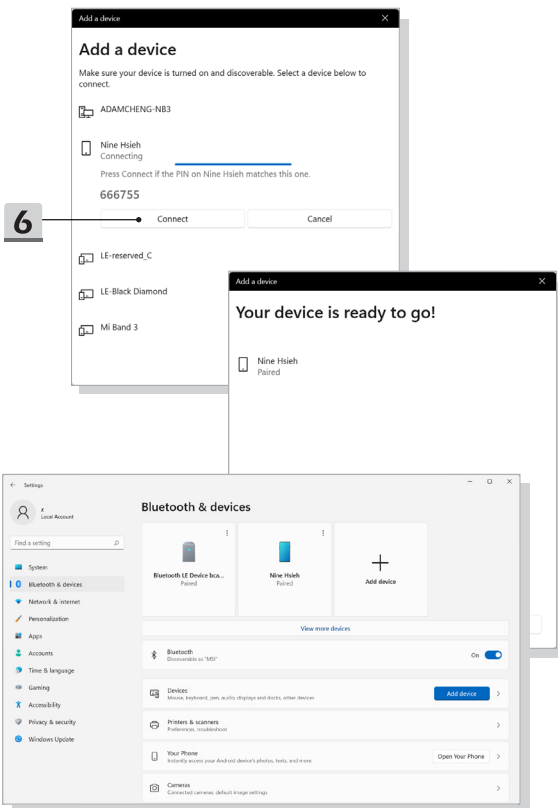 Add a device
Add a device
Make sure your device is turned on and discoverable. Select a device below to
connect.
ADAMCHENG-NB3
Nine Hsieh
Connecting
Press Connect if the PIN on Nine Hsieh matches this one.
666755
6
Connect
Cancel
LE-reserved_C
LE-Black Diamond
Mi Band 3
Add a device
Your device is ready to go!
Nine Hsieh
Paired
Settings
Local Account
Find a setting
System
Bluetooth & devices
Network & internet
Personalization
Apps
Accounts
Time & language
Gaming
Accessibility
Privacy & security
Windows Update
Bluetooth & devices
Bluetooth LE Device bca...
Paired
Nine Hsieh
Paired
Add device
View more devices
Bluetooth
Discoverable as "MSI"
On
Devices
Mouse, keyboard, pen, audio, displays and docks, other devices
Add device
Printers & scanners
Preferences, troubleshoot
Your Phone
Instantly access your Android device's photos, texts, and more
Open Your Phone
Cameras
Connected cameras, default image settings